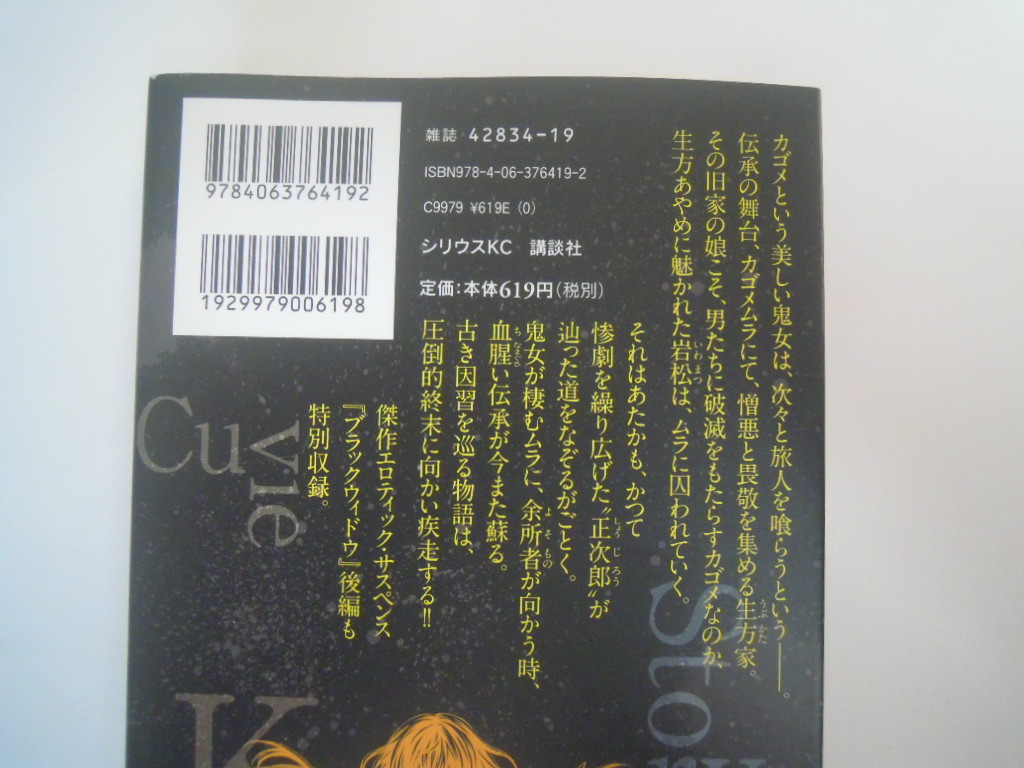 9784063764192
1929979006198
雑誌 42834-19
ISBN978-4-06-376419-2
C9979 ¥619E (0)
シリウスKC 講談社
定価:本体619円(税別)
カゴメという美しい鬼女は、次々と旅人を喰らうという――。
伝承の舞台、カゴメムラにて、憎悪と畏敬を集める生方家。
その旧家の娘こそ、男たちに破滅をもたらすカゴメなのか、
生方あやめに魅かれた岩松は、ムラに囚われていく。
それはあたかも、かつて
惨劇を繰り広げた“正次郎”が
辿った道をなぞるがごとく。
鬼女が棲むムラに、余所者が向かう時、
血腥い伝承が今また蘇る。
古き因習を巡る物語は、
圧倒的終末に向かい疾走する!!
傑作エロティック・サスペンス
『ブラックウィドウ』後編も
特別収録。
Cuvie
K
Story